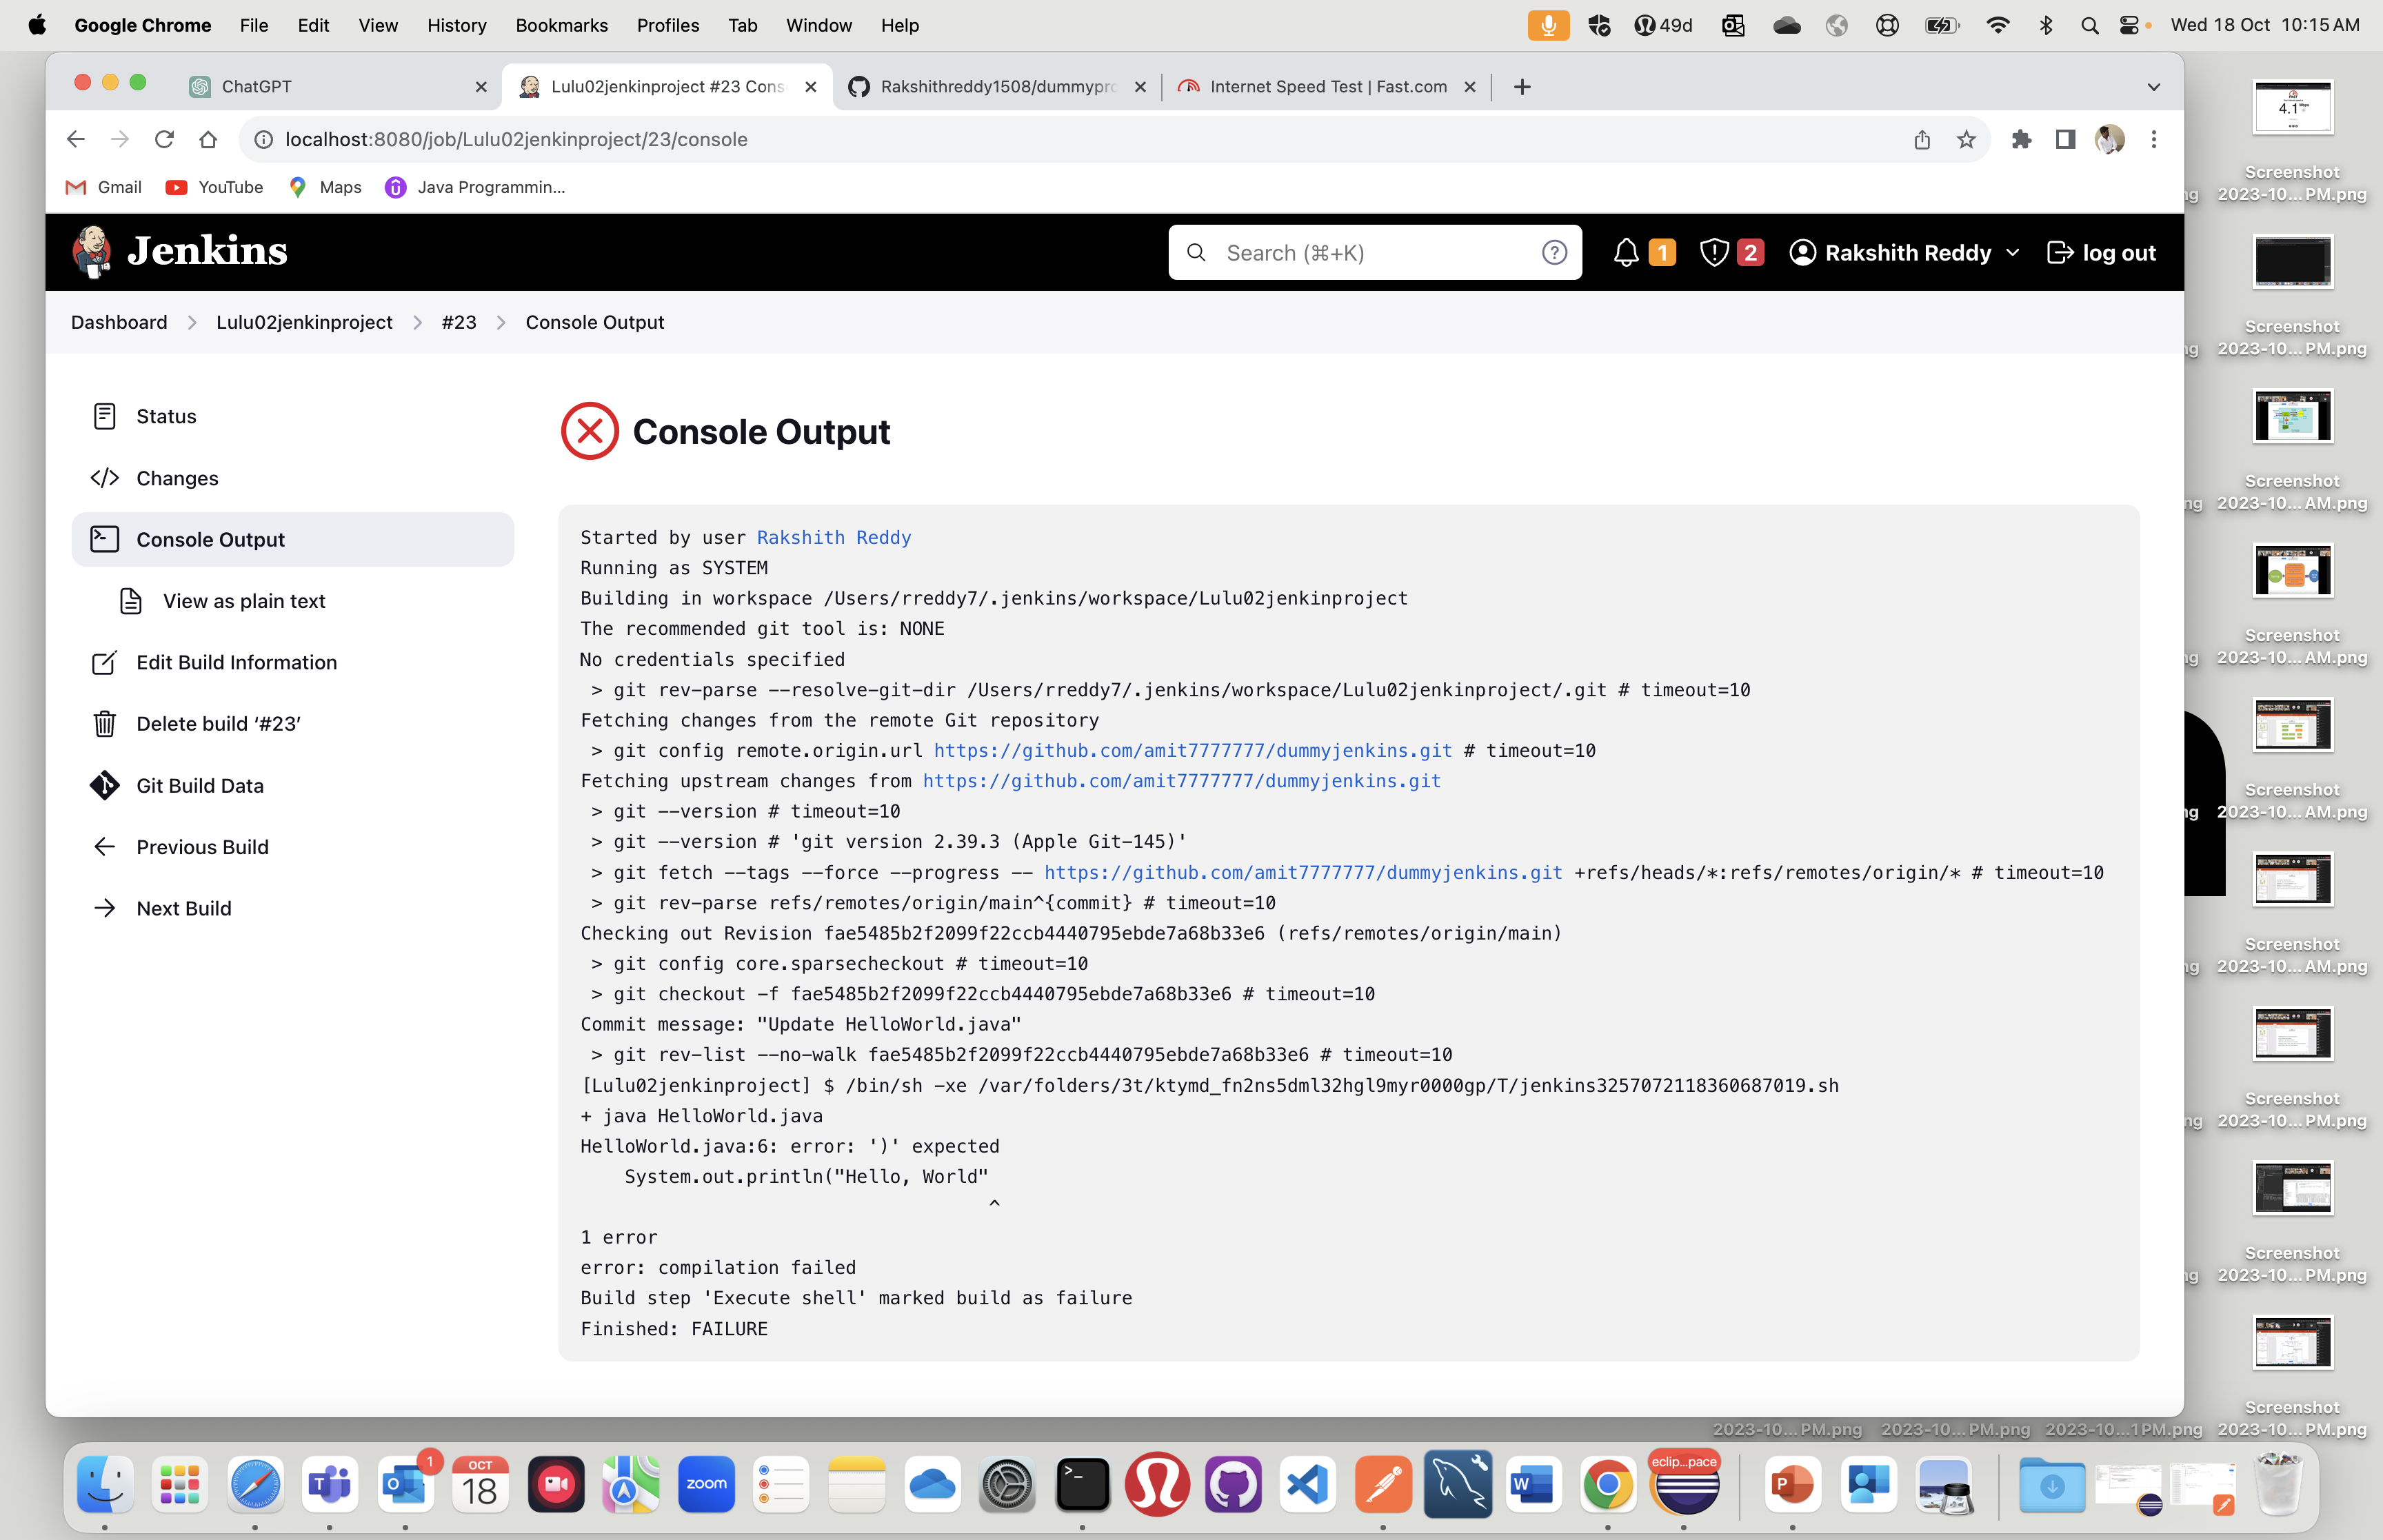 Google Chrome File Edit View History Bookmarks Profiles Tab Window Help 49d Wed 18 Oct 10:15 AM
ChatGPT Lulu02jenkinproject #23 Cons Rakshithreddy1508/dummypro Internet Speed Test | Fast.com
localhost:8080/job/Lulu02jenkinproject/23/console
Gmail YouTube Maps Java Programmin...
Jenkins Search (⌘+K) ? 1 2 Rakshith Reddy log out
Dashboard Lulu02jenkinproject #23 Console Output
Status
Changes
Console Output
View as plain text
Edit Build Information
Delete build ‘#23’
Git Build Data
Previous Build
Next Build
Console Output
Started by user Rakshith Reddy
Running as SYSTEM
Building in workspace /Users/rreddy7/.jenkins/workspace/Lulu02jenkinproject
The recommended git tool is: NONE
No credentials specified
> git rev-parse --resolve-git-dir /Users/rreddy7/.jenkins/workspace/Lulu02jenkinproject/.git # timeout=10
Fetching changes from the remote Git repository
> git config remote.origin.url https://github.com/amit7777777/dummyjenkins.git # timeout=10
Fetching upstream changes from https://github.com/amit7777777/dummyjenkins.git
> git --version # timeout=10
> git --version # 'git version 2.39.3 (Apple Git-145)'
> git fetch --tags --force --progress -- https://github.com/amit7777777/dummyjenkins.git +refs/heads/*:refs/remotes/origin/* # timeout=10
> git rev-parse refs/remotes/origin/main^{commit} # timeout=10
Checking out Revision fae5485b2f2099f22ccb4440795ebde7a68b33e6 (refs/remotes/origin/main)
> git config core.sparsecheckout # timeout=10
> git checkout -f fae5485b2f2099f22ccb4440795ebde7a68b33e6 # timeout=10
Commit message: "Update HelloWorld.java"
> git rev-list --no-walk fae5485b2f2099f22ccb4440795ebde7a68b33e6 # timeout=10
[Lulu02jenkinproject] $ /bin/sh -xe /var/folders/3t/ktymd_fn2ns5dml32hgl9myr0000gp/T/jenkins3257072118360687019.sh
+ java HelloWorld.java
HelloWorld.java:6: error: ')' expected
System.out.println("Hello, World"
^
1 error
error: compilation failed
Build step 'Execute shell' marked build as failure
Finished: FAILURE
4.1
Screenshot
2023-10...PM.png
Screenshot
2023-10...PM.png
Screenshot
2023-10...AM.png
Screenshot
2023-10...AM.png
Screenshot
2023-10...AM.png
Screenshot
2023-10...AM.png
Screenshot
2023-10...PM.png
Screenshot
2023-10...PM.png
Screenshot
2023-10...PM.png 2023-10...PM.png 2023-10...1PM.png 2023-10...PM.png
1 OCT 18 zoom eclip...pace